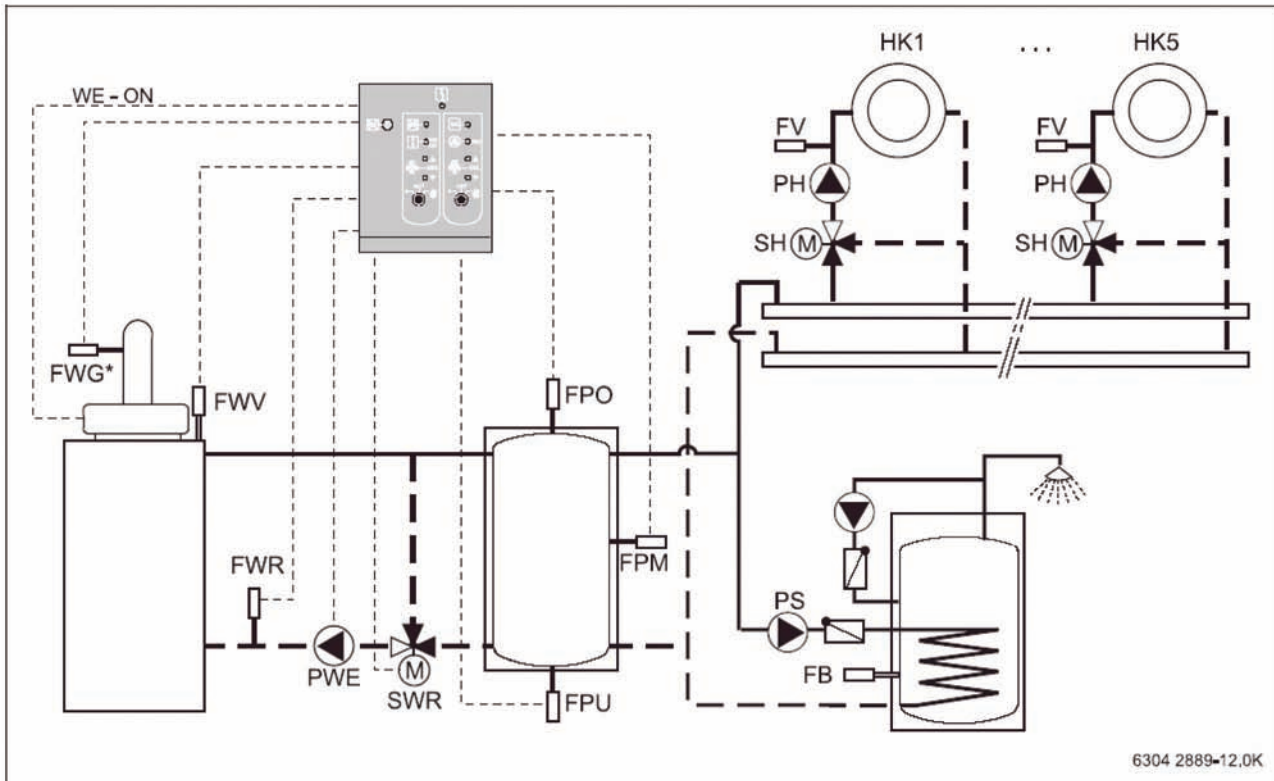 HK1 ... HK5
WE – ON
FV
FV
PH
PH
SH M
SH M
FWG*
FWV
FPO
FWR
FPM
PS
PWE
M
SWR
FPU
FB
6304 2889-12.0K